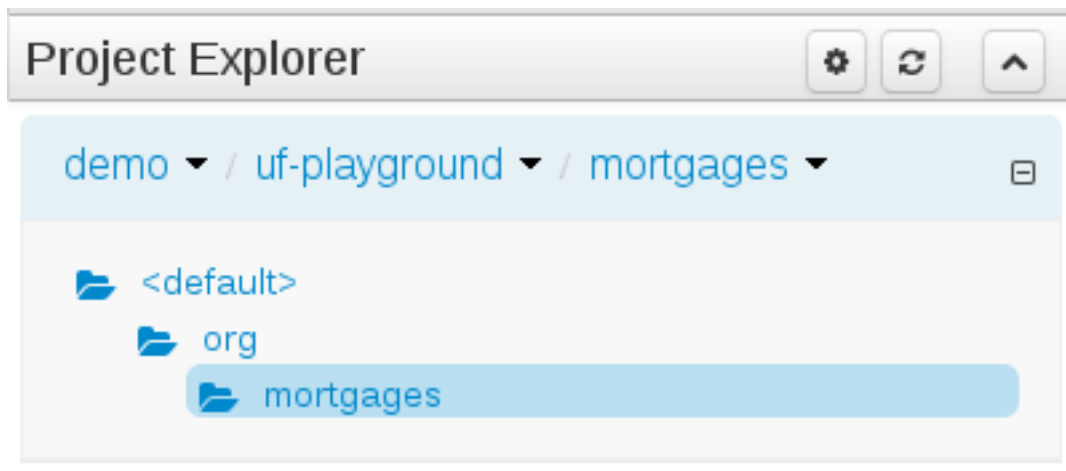 Project Explorer
demo / uf-playground / mortgages
<default>
org
mortgages